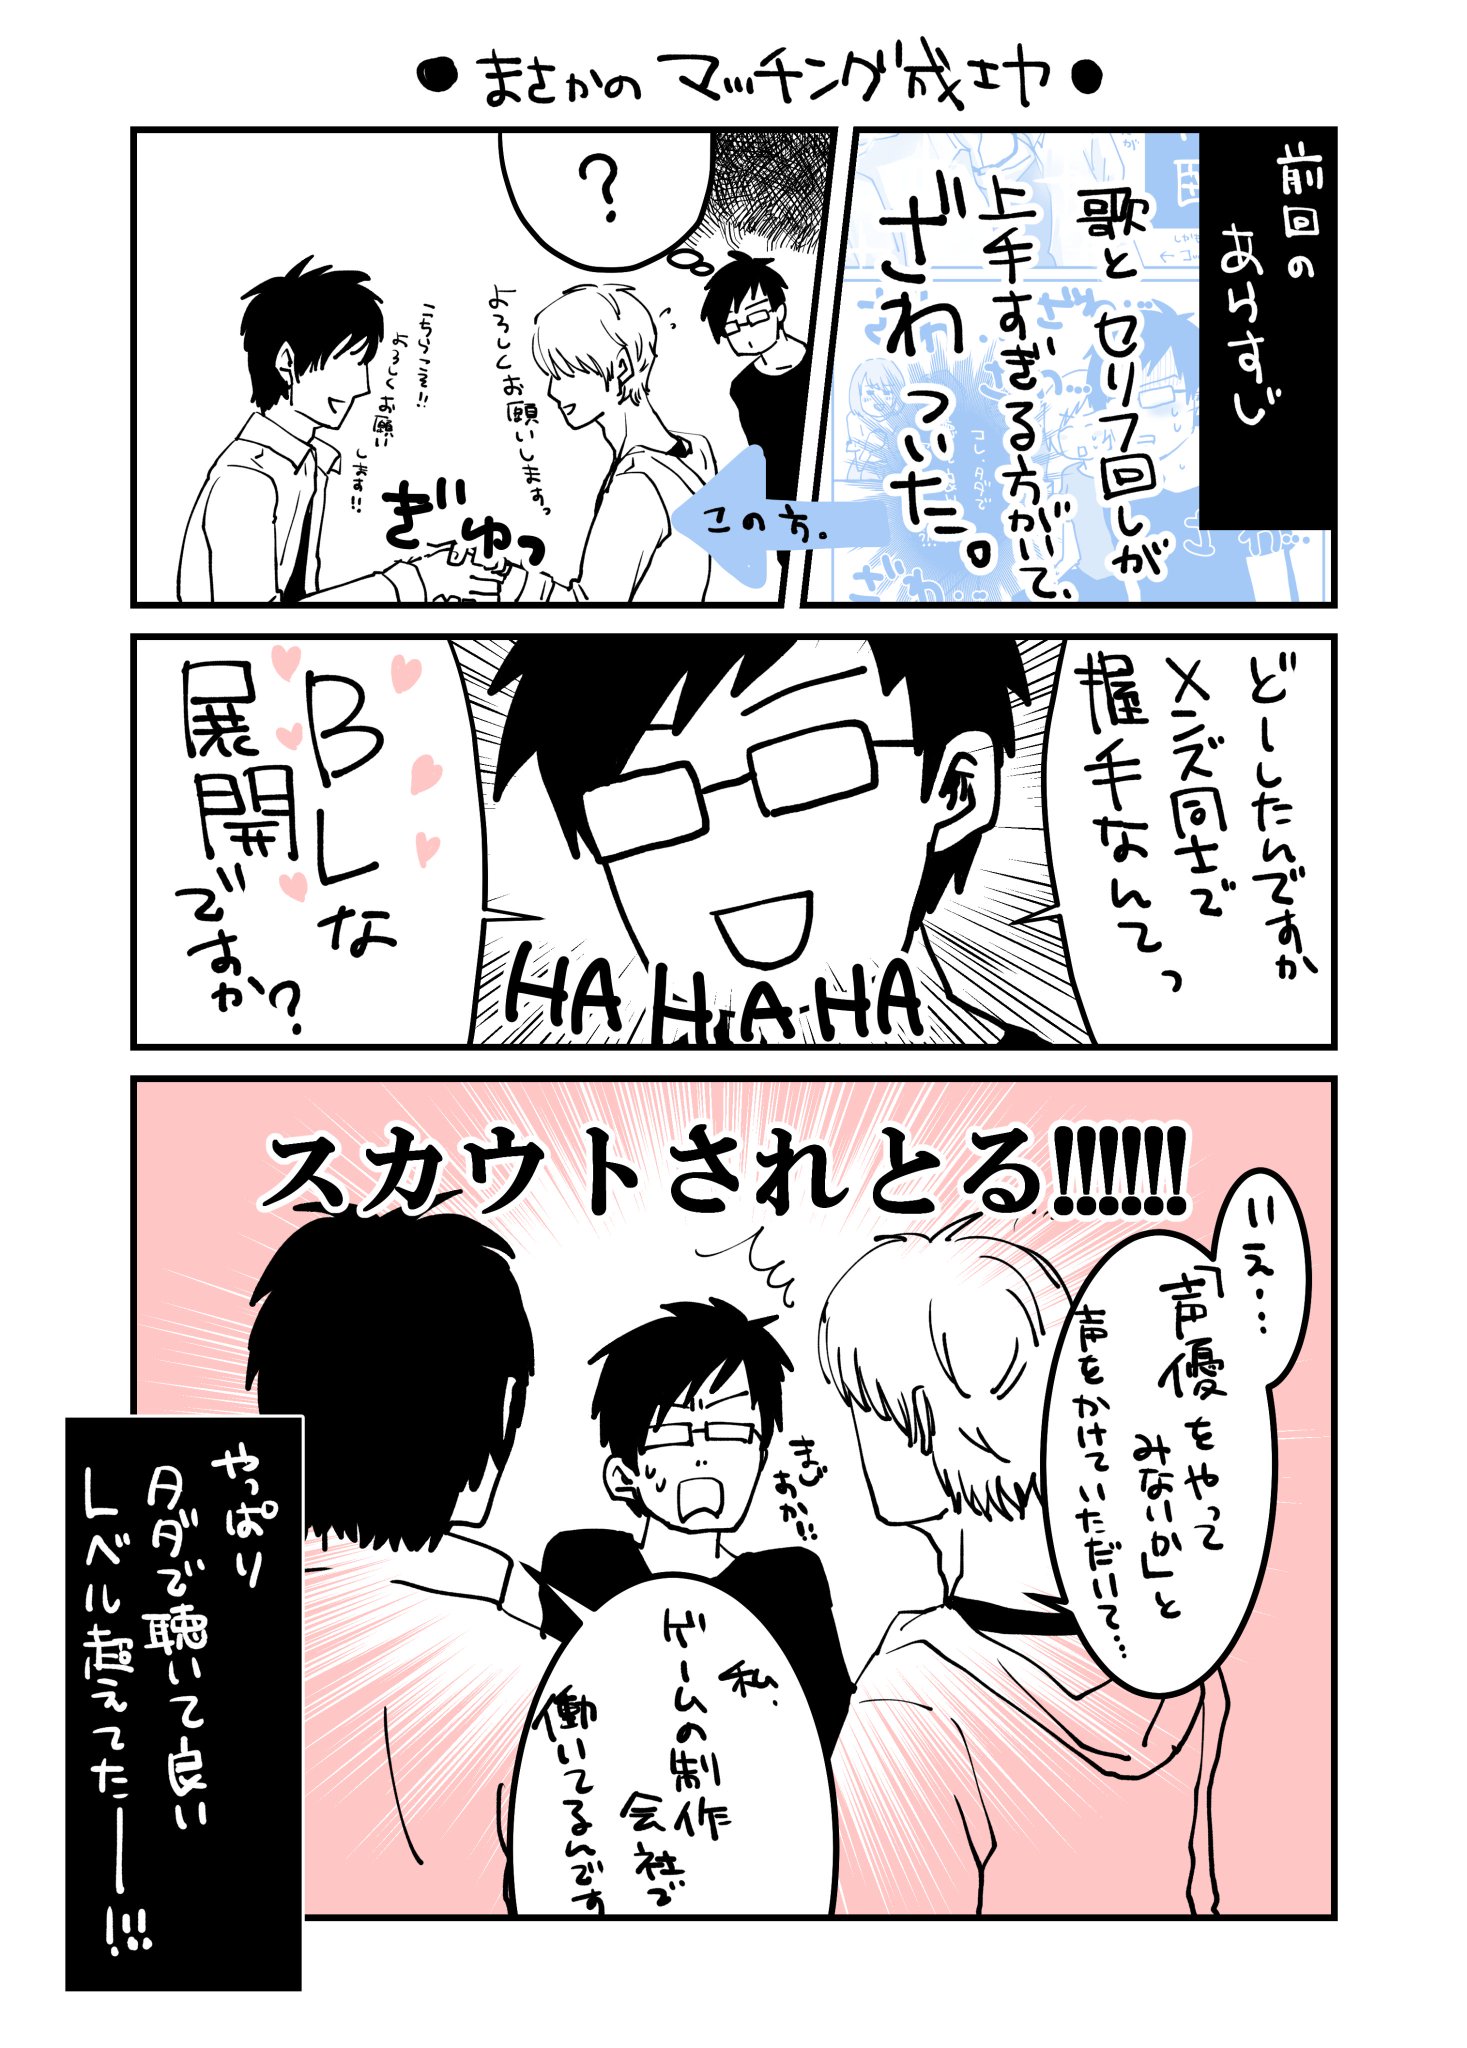 ●まさかのマッチング成立●
前回の
あらすじ
歌とセリフ回しが
上手すぎる方がいて、
ざわついた。
この方。
?
よろしくお願いしますっ
こちらこそ!!
よろしくお願い
します!!
ぎゅっ
どーしたんですか
メンズ同士で
握手なんてっ
HA HA HA
BLな
展開
ですか?
スカウトされとる!!!!!!
いえ…
「声優をやって
みないか」と
声をかけていただいて…
まじ
おか!!
私、
ゲームの制作
会社で
働いてるんです
やっぱり
タダで聴いて良い
レベル超えてたー!!!